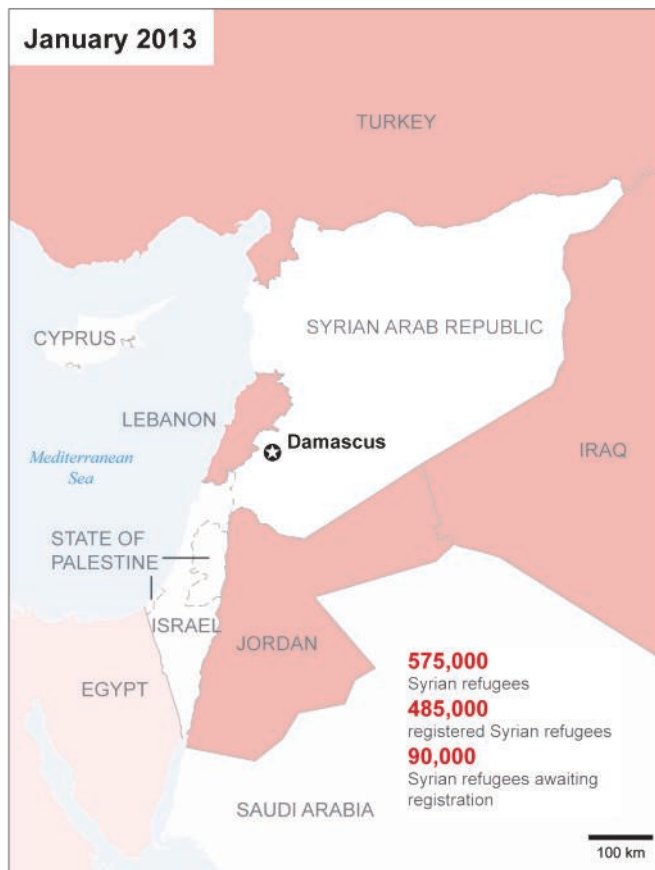 January 2013
TURKEY
SYRIAN ARAB REPUBLIC
CYPRUS
LEBANON
Damascus
IRAQ
Mediterranean
Sea
STATE OF
PALESTINE
ISRAEL
JORDAN
EGYPT
575,000
Syrian refugees
485,000
registered Syrian refugees
90,000
Syrian refugees awaiting
registration
SAUDI ARABIA
100 km